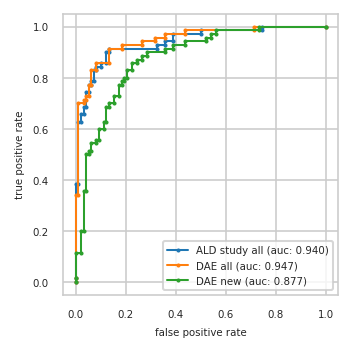 1.0
0.8
0.6
0.4
0.2
0.0
true positive rate
ALD study all (auc: 0.940)
DAE all (auc: 0.947)
DAE new (auc: 0.877)
0.0 0.2 0.4 0.6 0.8 1.0
false positive rate